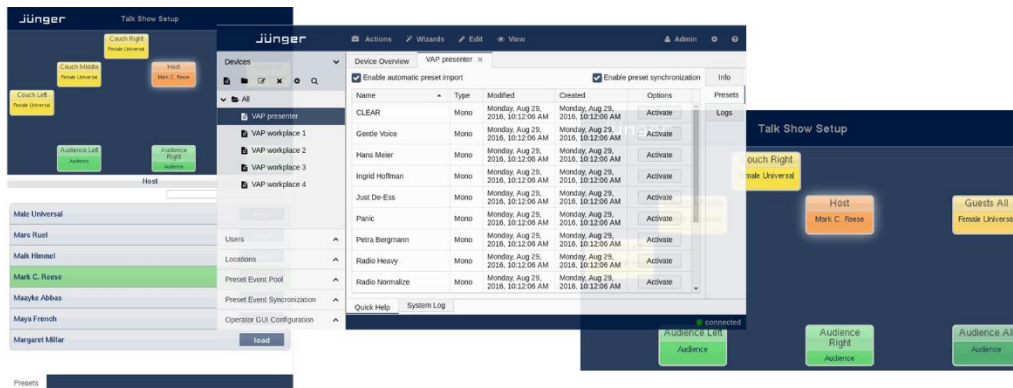 Jünger
Talk Show Setup
Couch Right
Female Universal
Couch Middle
Female Universal
Host
Mark C. Reese
Couch Left
Female Universal
Audience Left
Audience
Audience
Right
Audience
Host
Male Universal
Marc Ruel
Maik Himmel
Mark C. Reese
Maayke Abbas
Maya French
Margaret Millar
load
Presets
Jünger
Actions Wizards Edit View Admin
Devices
All
VAP presenter
VAP workplace 1
VAP workplace 2
VAP workplace 3
VAP workplace 4
Users
Locations
Preset Event Pool
Preset Event Syncronization
Operator GUI Configuration
Device Overview VAP presenter
Enable automatic preset import Enable preset synchronization Info
Name Type Modified Created Options Presets
Logs
CLEAR Mono Monday, Aug 29, 2016, 10:12:06 AM Monday, Aug 29, 2016, 10:12:06 AM Activate
Gentle Voice Mono Monday, Aug 29, 2016, 10:12:06 AM Monday, Aug 29, 2016, 10:12:06 AM Activate
Hans Meier Mono Monday, Aug 29, 2016, 10:12:06 AM Monday, Aug 29, 2016, 10:12:06 AM Activate
Ingrid Hoffman Mono Monday, Aug 29, 2016, 10:12:06 AM Monday, Aug 29, 2016, 10:12:06 AM Activate
Just De-Ess Mono Monday, Aug 29, 2016, 10:12:06 AM Monday, Aug 29, 2016, 10:12:06 AM Activate
Panic Mono Monday, Aug 29, 2016, 10:12:06 AM Monday, Aug 29, 2016, 10:12:06 AM Activate
Petra Bergmann Mono Monday, Aug 29, 2016, 10:12:06 AM Monday, Aug 29, 2016, 10:12:06 AM Activate
Radio Heavy Mono Monday, Aug 29, 2016, 10:12:06 AM Monday, Aug 29, 2016, 10:12:06 AM Activate
Radio Normalize Mono Monday, Aug 29, 2016, 10:12:06 AM Monday, Aug 29, 2016, 10:12:06 AM Activate
Quick Help System Log
connected
Talk Show Setup
Couch Right
Female Universal
Host
Mark C. Reese
Guests All
Female Universal
Audience Left
Audience
Audience
Right
Audience
Audience All
Audience